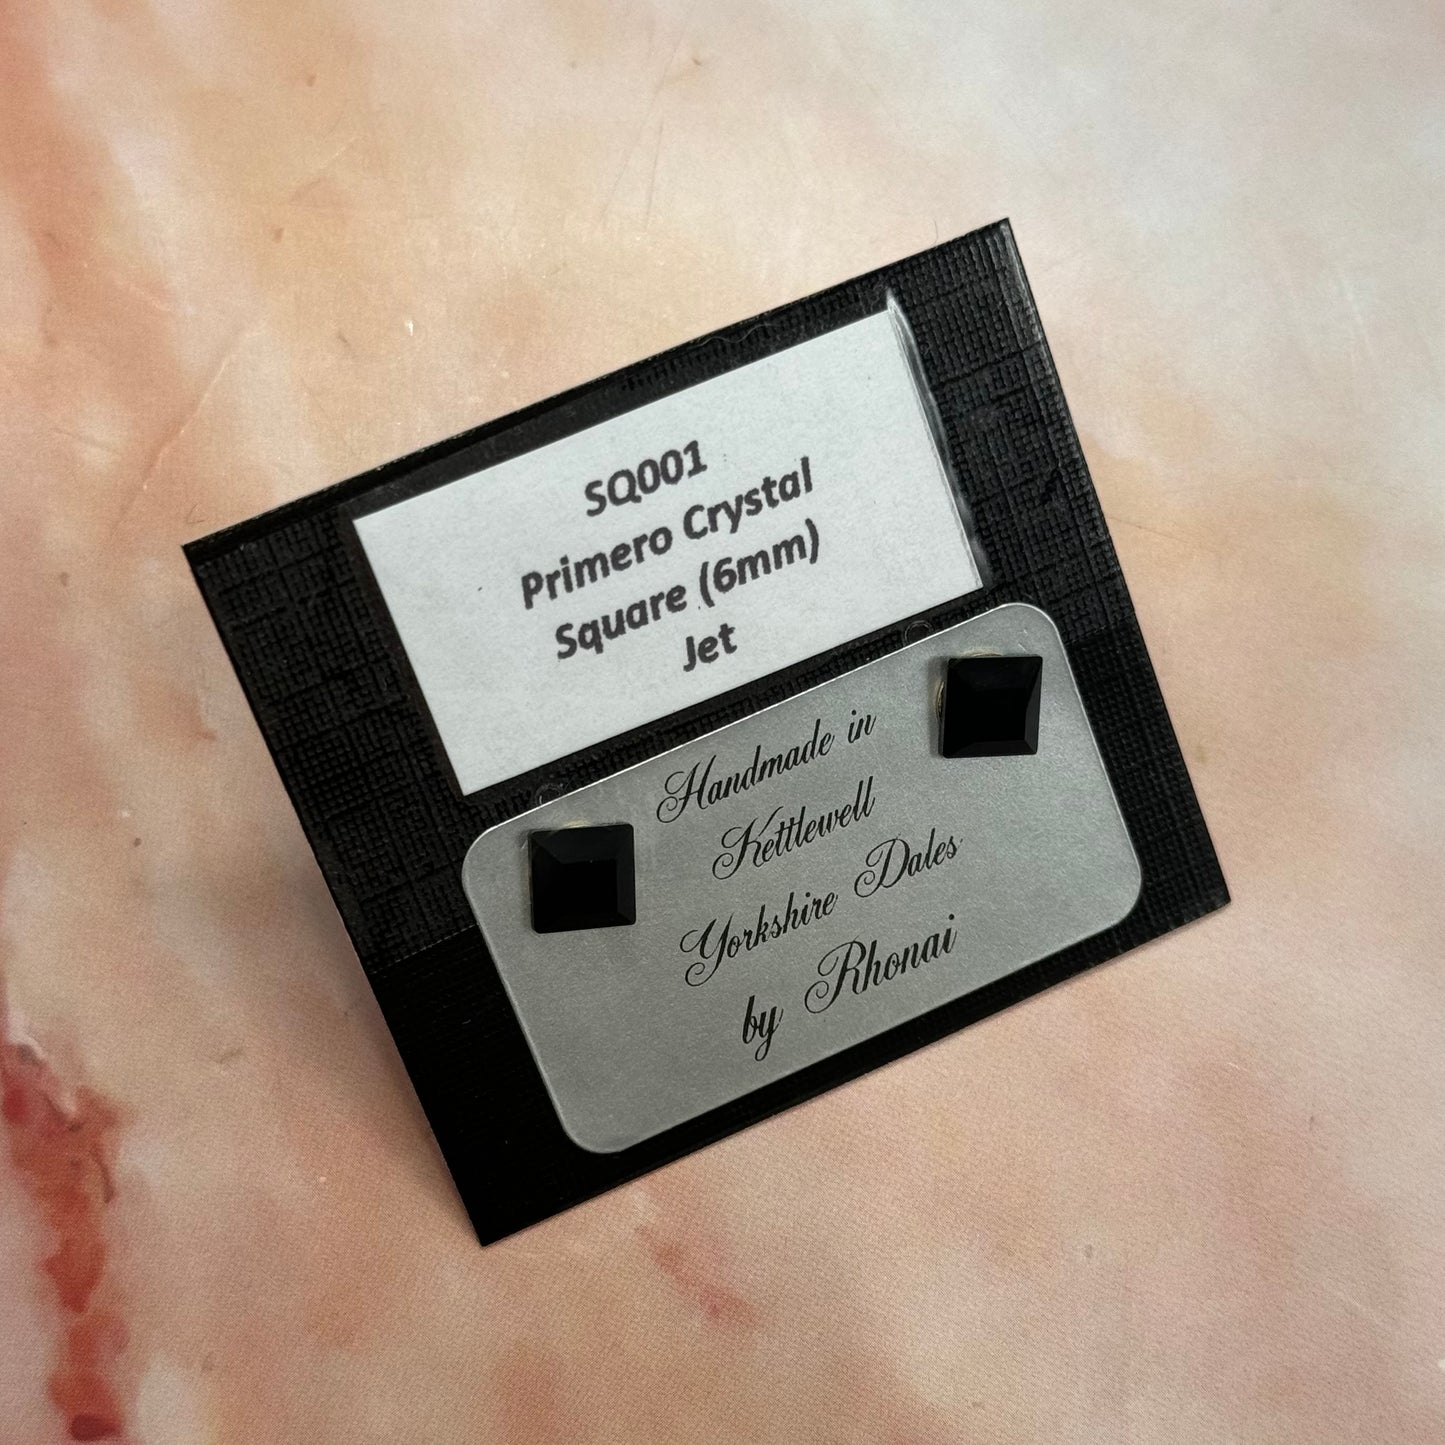 SQ001
Primero Crystal
Square (6mm)
Jet
Handmade in
Kettlewell
Yorkshire Dales
by Rhonai